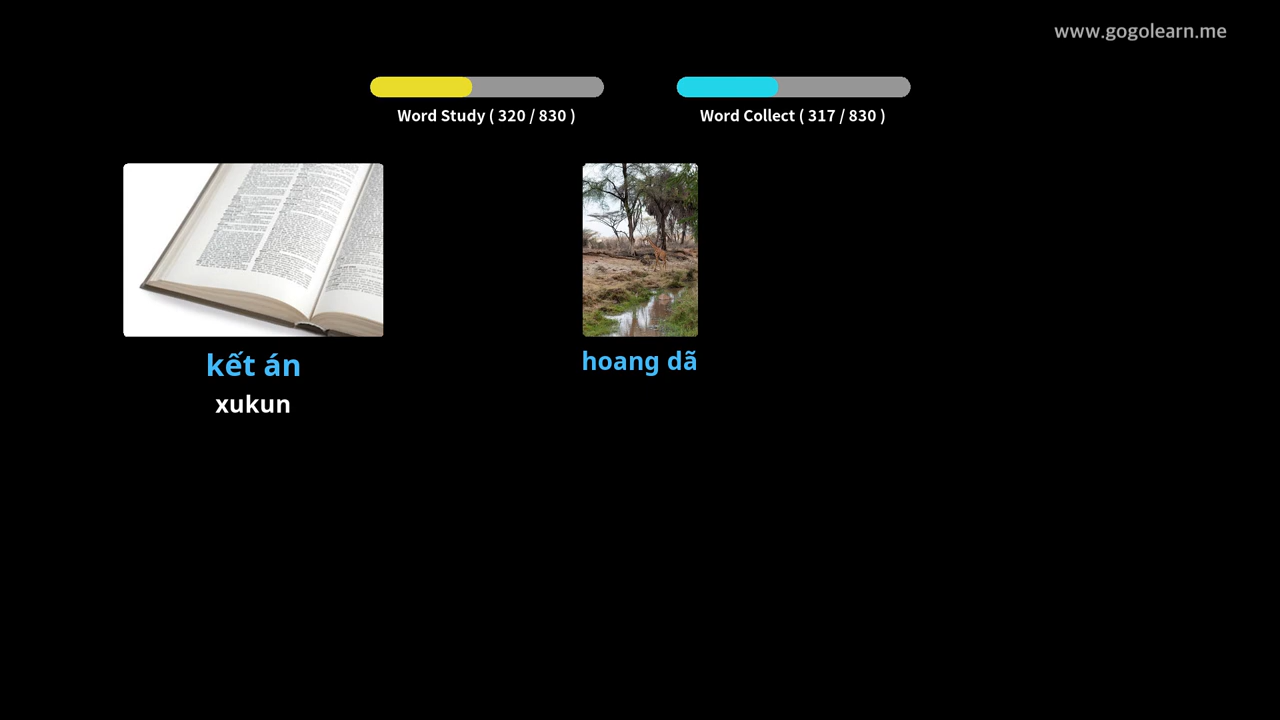 www.gogolearn.me
Word Study ( 320 / 830 )
Word Collect ( 317 / 830 )
kết án
xukun
hoang dã